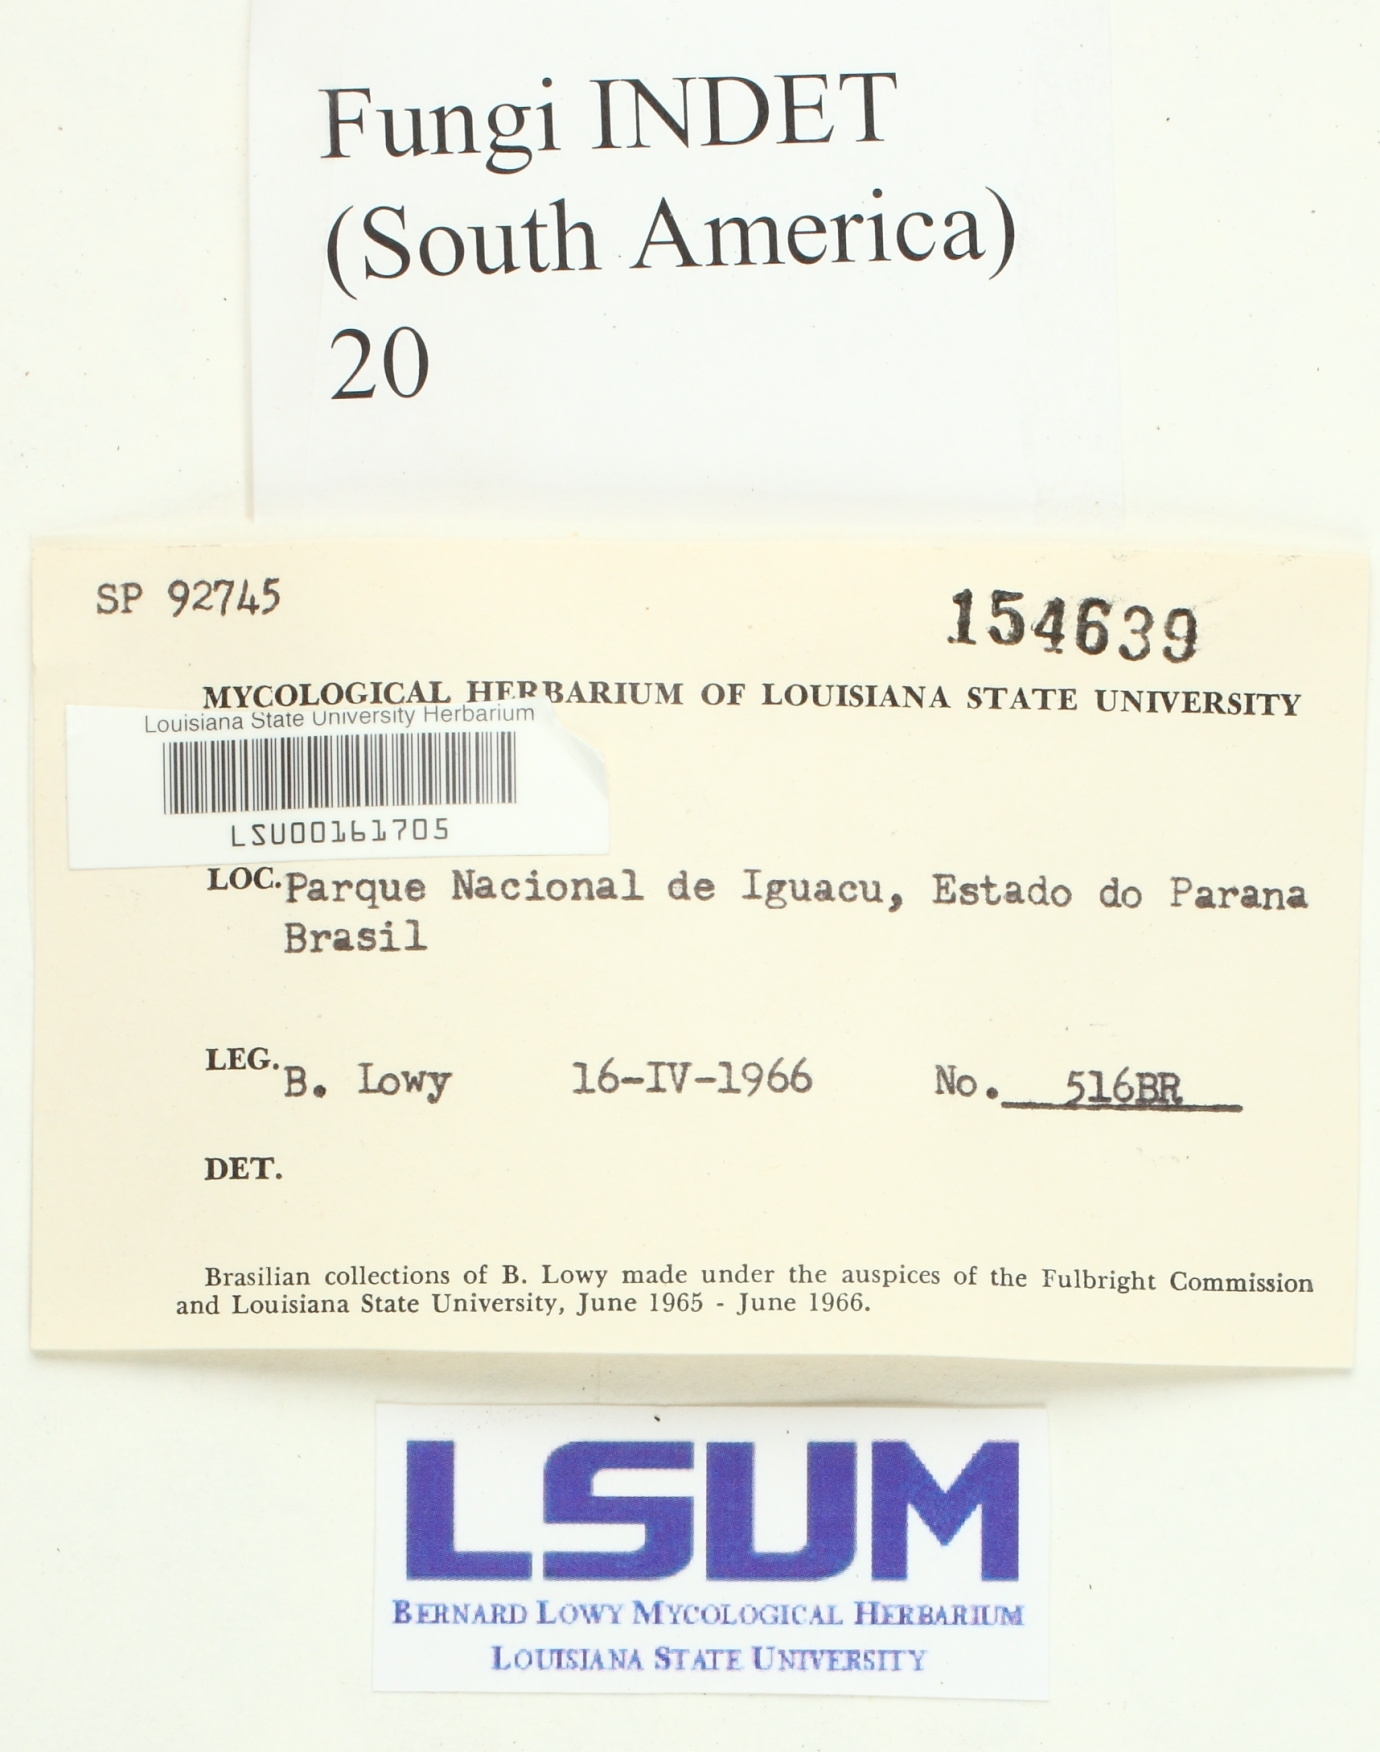 Fungi INDET
(South America)
20
SP 92745
154639
MYCOLOGICAL HERBARIUM OF LOUISIANA STATE UNIVERSITY
Louisiana State University Herbarium
LSU00161705
LOC. Parque Nacional de Iguacu, Estado do Parana
Brasil
LEG. B. Lowy 16-IV-1966 No. 516BR
DET.
Brasilian collections of B. Lowy made under the auspices of the Fulbright Commission
and Louisiana State University, June 1965 - June 1966.
LSUM
BERNARD LOWY MYCOLOGICAL HERBARIUM
LOUISIANA STATE UNIVERSITY